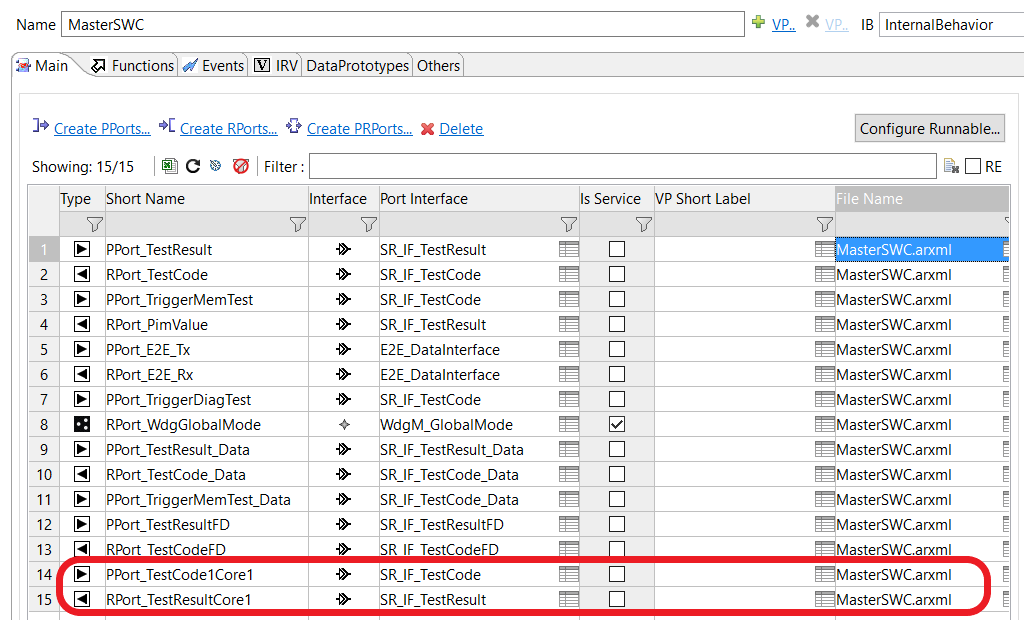 Name MasterSWC VP.. VP.. IB InternalBehavior
Main Functions Events V IRV DataPrototypes Others
Create PPorts... Create RPorts... Create PRPorts... Delete Configure Runnable...
Showing: 15/15 Filter : RE
Type Short Name Interface Port Interface Is Service VP Short Label File Name
1 PPort_TestResult SR_IF_TestResult MasterSWC.arxml
2 RPort_TestCode SR_IF_TestCode MasterSWC.arxml
3 PPort_TriggerMemTest SR_IF_TestCode MasterSWC.arxml
4 RPort_PimValue SR_IF_TestResult MasterSWC.arxml
5 PPort_E2E_Tx E2E_DataInterface MasterSWC.arxml
6 RPort_E2E_Rx E2E_DataInterface MasterSWC.arxml
7 PPort_TriggerDiagTest SR_IF_TestCode MasterSWC.arxml
8 RPort_WdgGlobalMode WdgM_GlobalMode MasterSWC.arxml
9 PPort_TestResult_Data SR_IF_TestResult_Data MasterSWC.arxml
10 RPort_TestCode_Data SR_IF_TestCode_Data MasterSWC.arxml
11 PPort_TriggerMemTest_Data SR_IF_TestCode_Data MasterSWC.arxml
12 PPort_TestResultFD SR_IF_TestResultFD MasterSWC.arxml
13 RPort_TestCodeFD SR_IF_TestCodeFD MasterSWC.arxml
14 PPort_TestCode1Core1 SR_IF_TestCode MasterSWC.arxml
15 RPort_TestResultCore1 SR_IF_TestResult MasterSWC.arxml